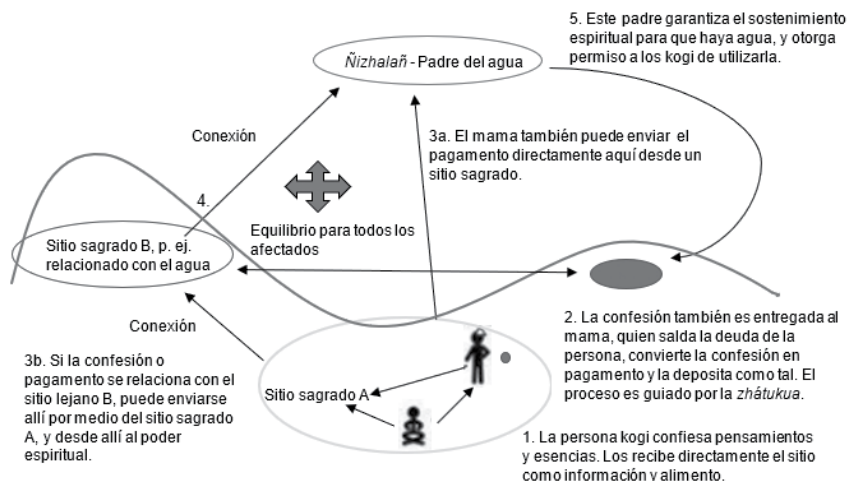 5. Este padre garantiza el sostenimiento
espiritual para que haya agua, y otorga
permiso a los kogi de utilizarla.
Ñizhalañ - Padre del agua
Conexión
3a. El mama también puede enviar el
pagamento directamente aquí desde un
sitio sagrado.
4.
Equilibrio para todos los
afectados
Sitio sagrado B, p. ej.
relacionado con el agua
Conexión
3b. Si la confesión o
pagamento se relaciona con el
sitio lejano B, puede enviarse
allí por medio del sitio sagrado
A, y desde allí al poder
espiritual.
Sitio sagrado A
2. La confesión también es entregada al
mama, quien salda la deuda de la
persona, convierte la confesión en
pagamento y la deposita como tal. El
proceso es guiado por la zhátukua.
1. La persona kogi confiesa pensamientos
y esencias. Los recibe directamente el sitio
como información y alimento.